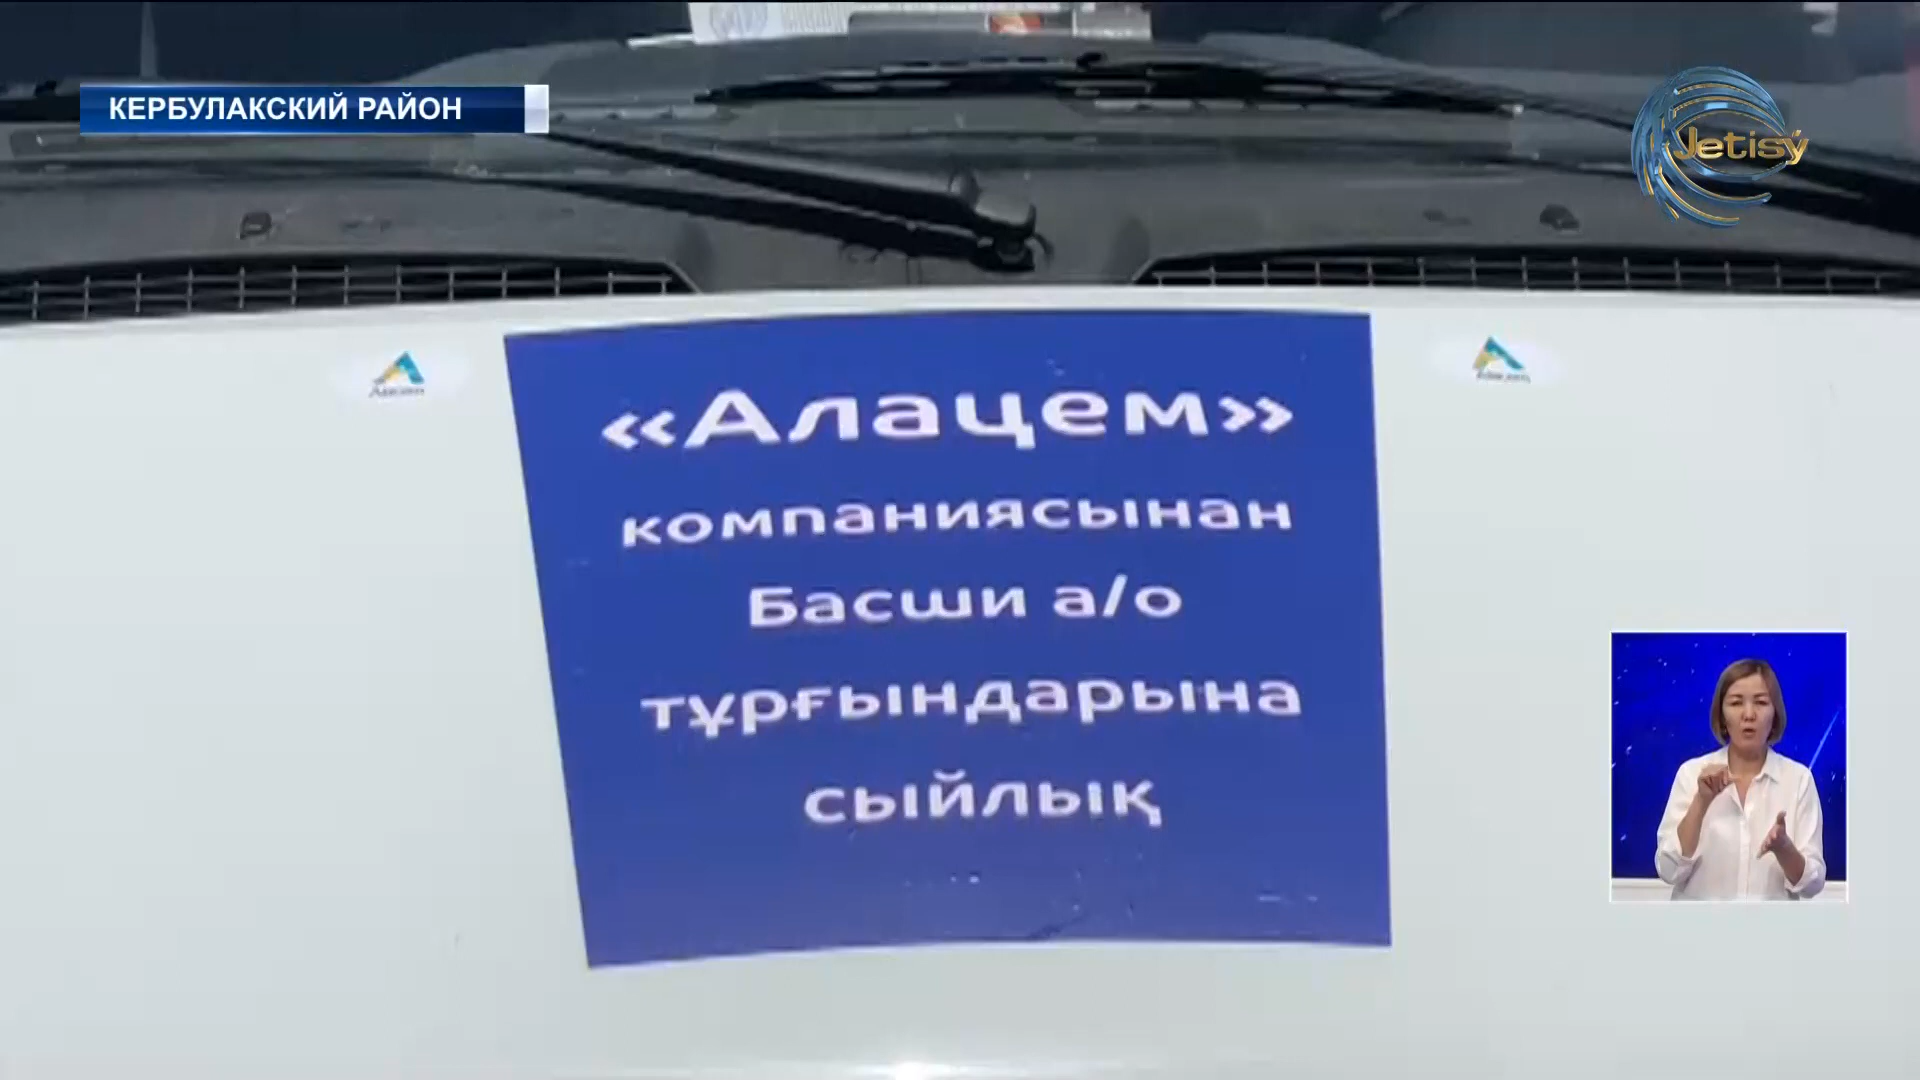 КЕРБУЛАКСКИЙ РАЙОН
Jetisý
«Алацем»
компаниясынан
Басши а/о
тұрғындарына
сыйлық